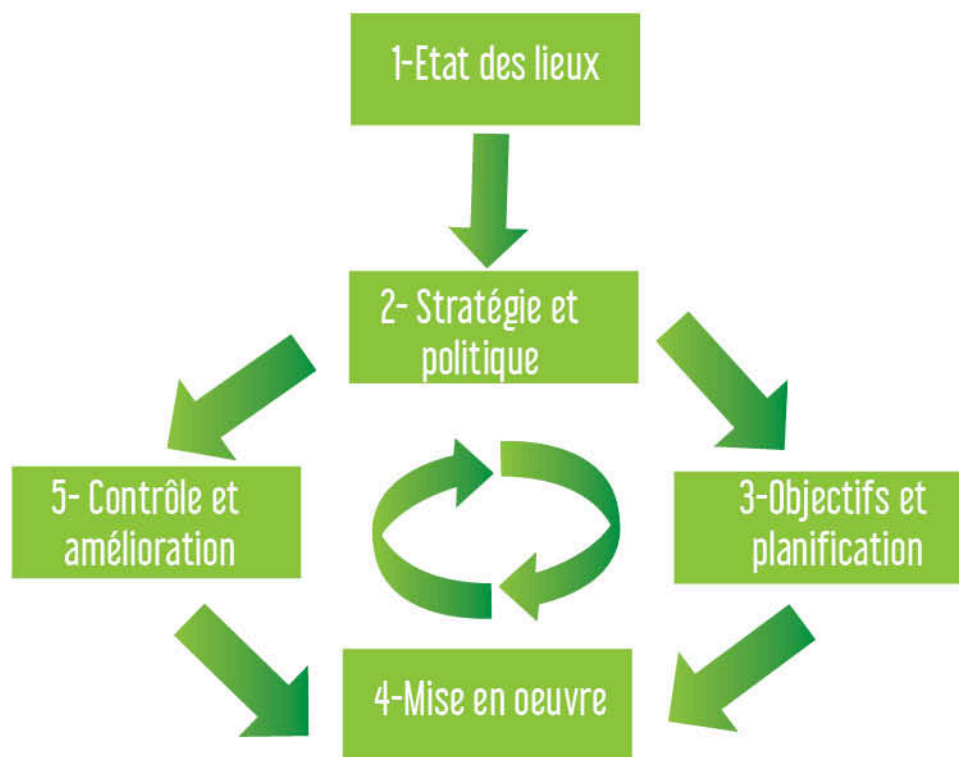 1-Etat des lieux
2- Stratégie et
politique
5- Contrôle et
amélioration
3-Objectifs et
planification
4-Mise en oeuvre